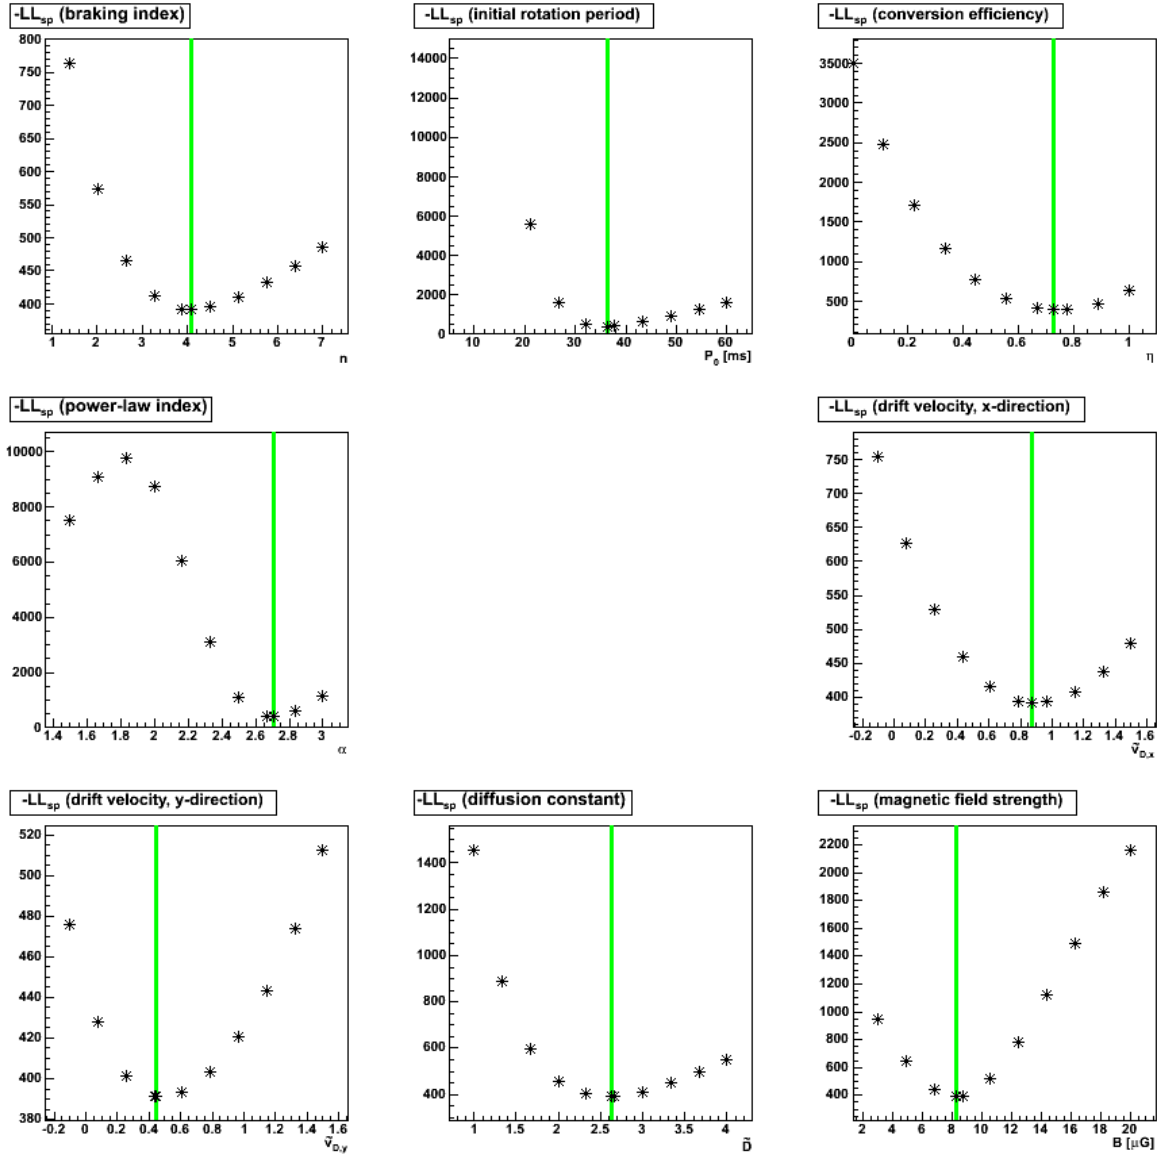 -LLsp (braking index)
800
750
700
650
600
550
500
450
400
1 2 3 4 5 6 7
n
-LLsp (initial rotation period)
14000
12000
10000
8000
6000
4000
2000
0
10 20 30 40 50 60
P0 [ms]
-LLsp (conversion efficiency)
3500
3000
2500
2000
1500
1000
500
0 0.2 0.4 0.6 0.8 1
η
-LLsp (power-law index)
10000
8000
6000
4000
2000
0
1.4 1.6 1.8 2 2.2 2.4 2.6 2.8 3
α
-LLsp (drift velocity, x-direction)
750
700
650
600
550
500
450
400
-0.2 0 0.2 0.4 0.6 0.8 1 1.2 1.4 1.6
ṽD,x
-LLsp (drift velocity, y-direction)
520
500
480
460
440
420
400
380
-0.2 0 0.2 0.4 0.6 0.8 1 1.2 1.4 1.6
ṽD,y
-LLsp (diffusion constant)
1400
1200
1000
800
600
400
1 1.5 2 2.5 3 3.5 4
D̃
-LLsp (magnetic field strength)
2200
2000
1800
1600
1400
1200
1000
800
600
400
2 4 6 8 10 12 14 16 18 20
B [μG]